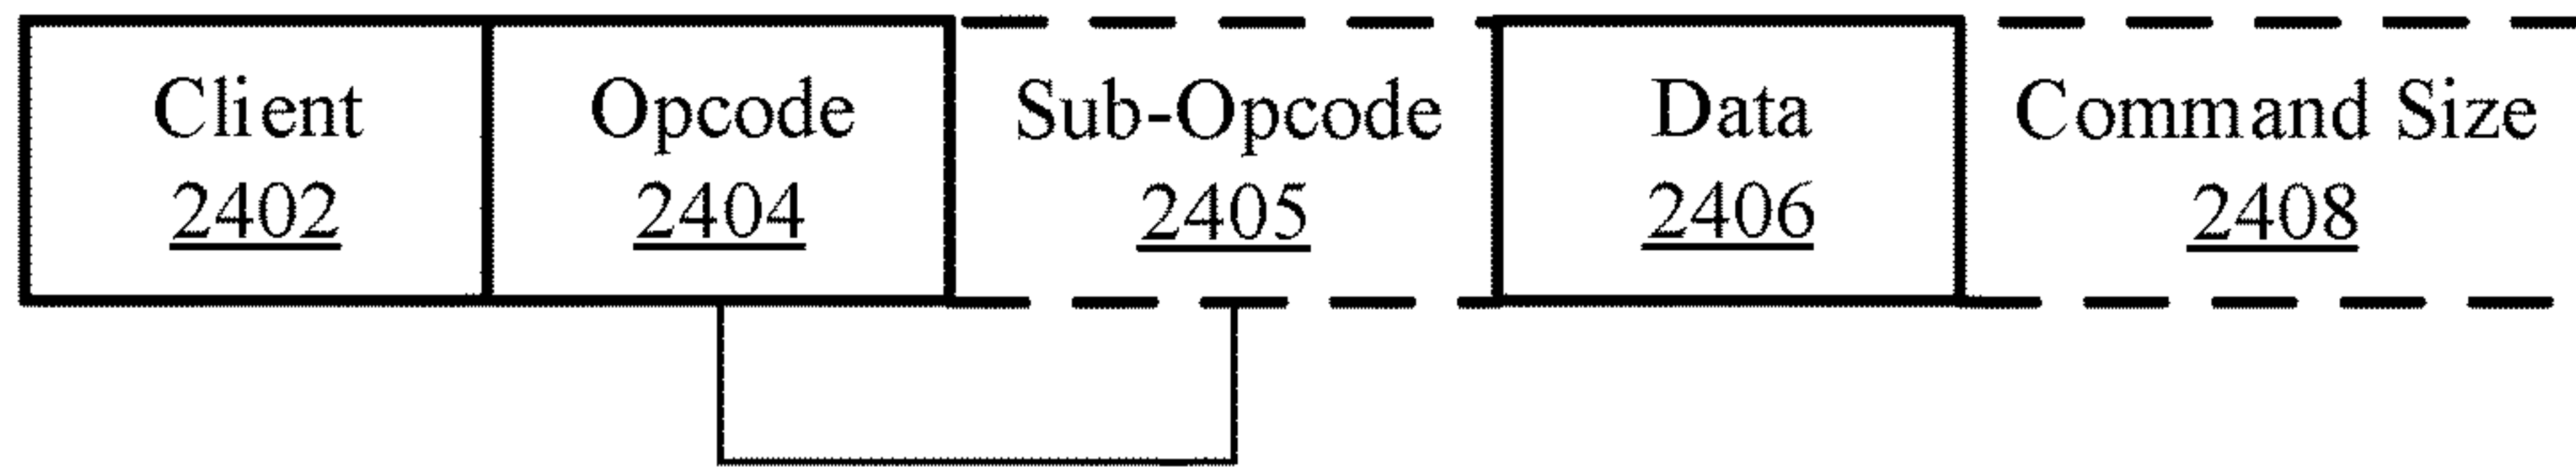 Client
2402
Opcode
2404
Sub-Opcode
2405
Data
2406
Command Size
2408